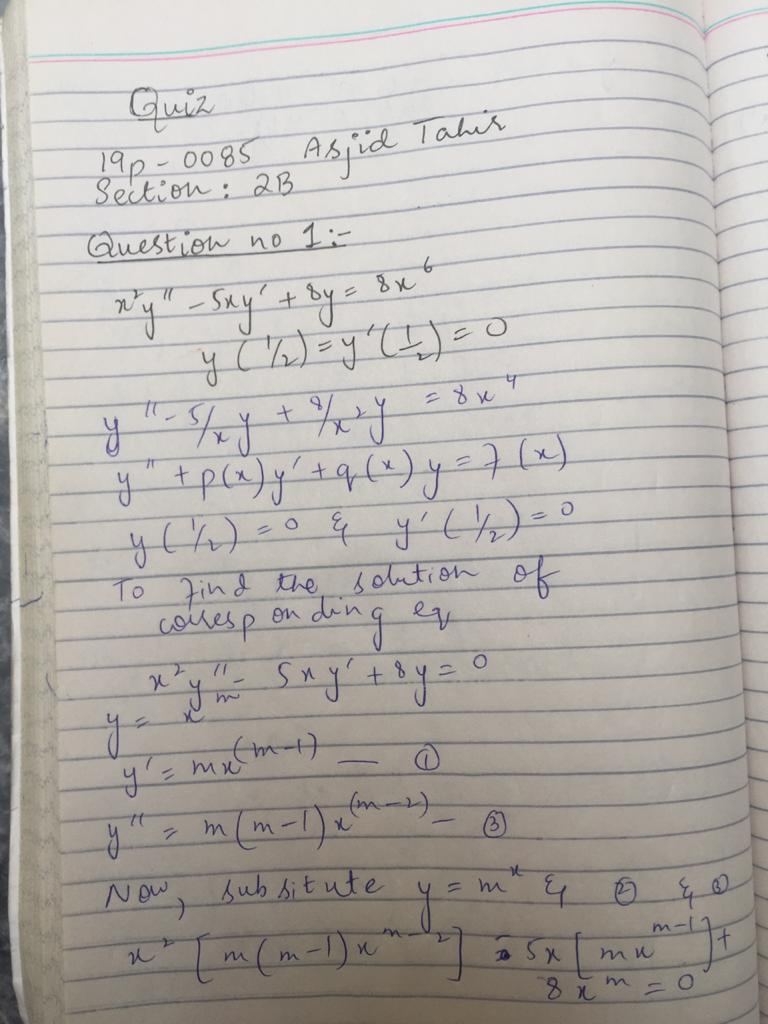 Quiz
19p-0085 Asjid Tahir
Section: 2B
Question no 1:-
x²y" - 5xy' + 8y = 8x⁶
y(1/2) = y'(1/2) = 0
y" - 5/x y + 8/x² y = 8x⁴
y" + p(x)y' + q(x)y = f(x)
y(1/2) = 0 & y'(1/2) = 0
To find the solution of
corresponding eq
x²y" - 5xy' + 8y = 0
y = x^m
y' = mx^(m-1) — ①
y" = m(m-1)x^(m-2) — ③
Now, subsitute y = m^x & ② & ③
x² [m(m-1)x^m-2] - 5x [mx^m-1] +
8x^m = 0